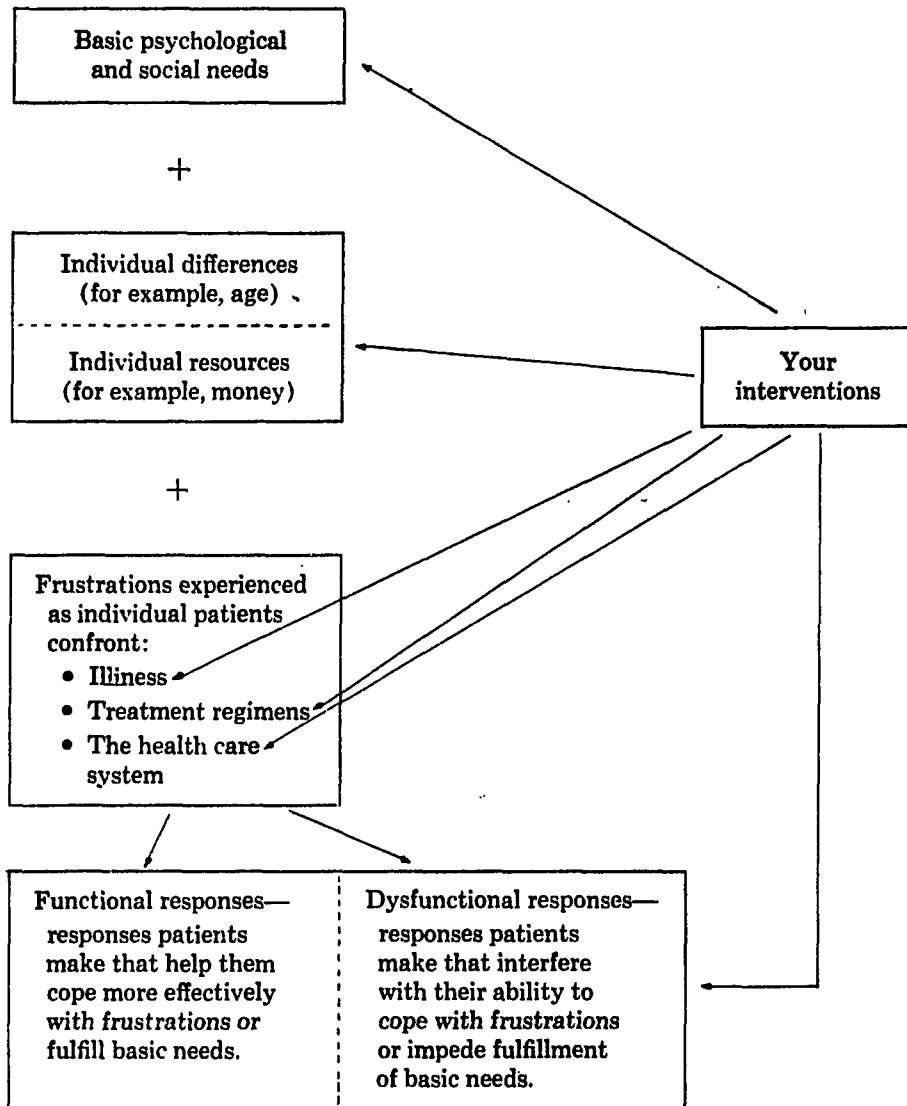 Basic psychological
and social needs
+
Individual differences
(for example, age)
Individual resources
(for example, money)
Your
interventions
+
Frustrations experienced
as individual patients
confront:
• Illness
• Treatment regimens
• The health care
system
Functional responses—
responses patients
make that help them
cope more effectively
with frustrations or
fulfill basic needs.
Dysfunctional responses—
responses patients
make that interfere
with their ability to
cope with frustrations
or impede fulfillment
of basic needs.